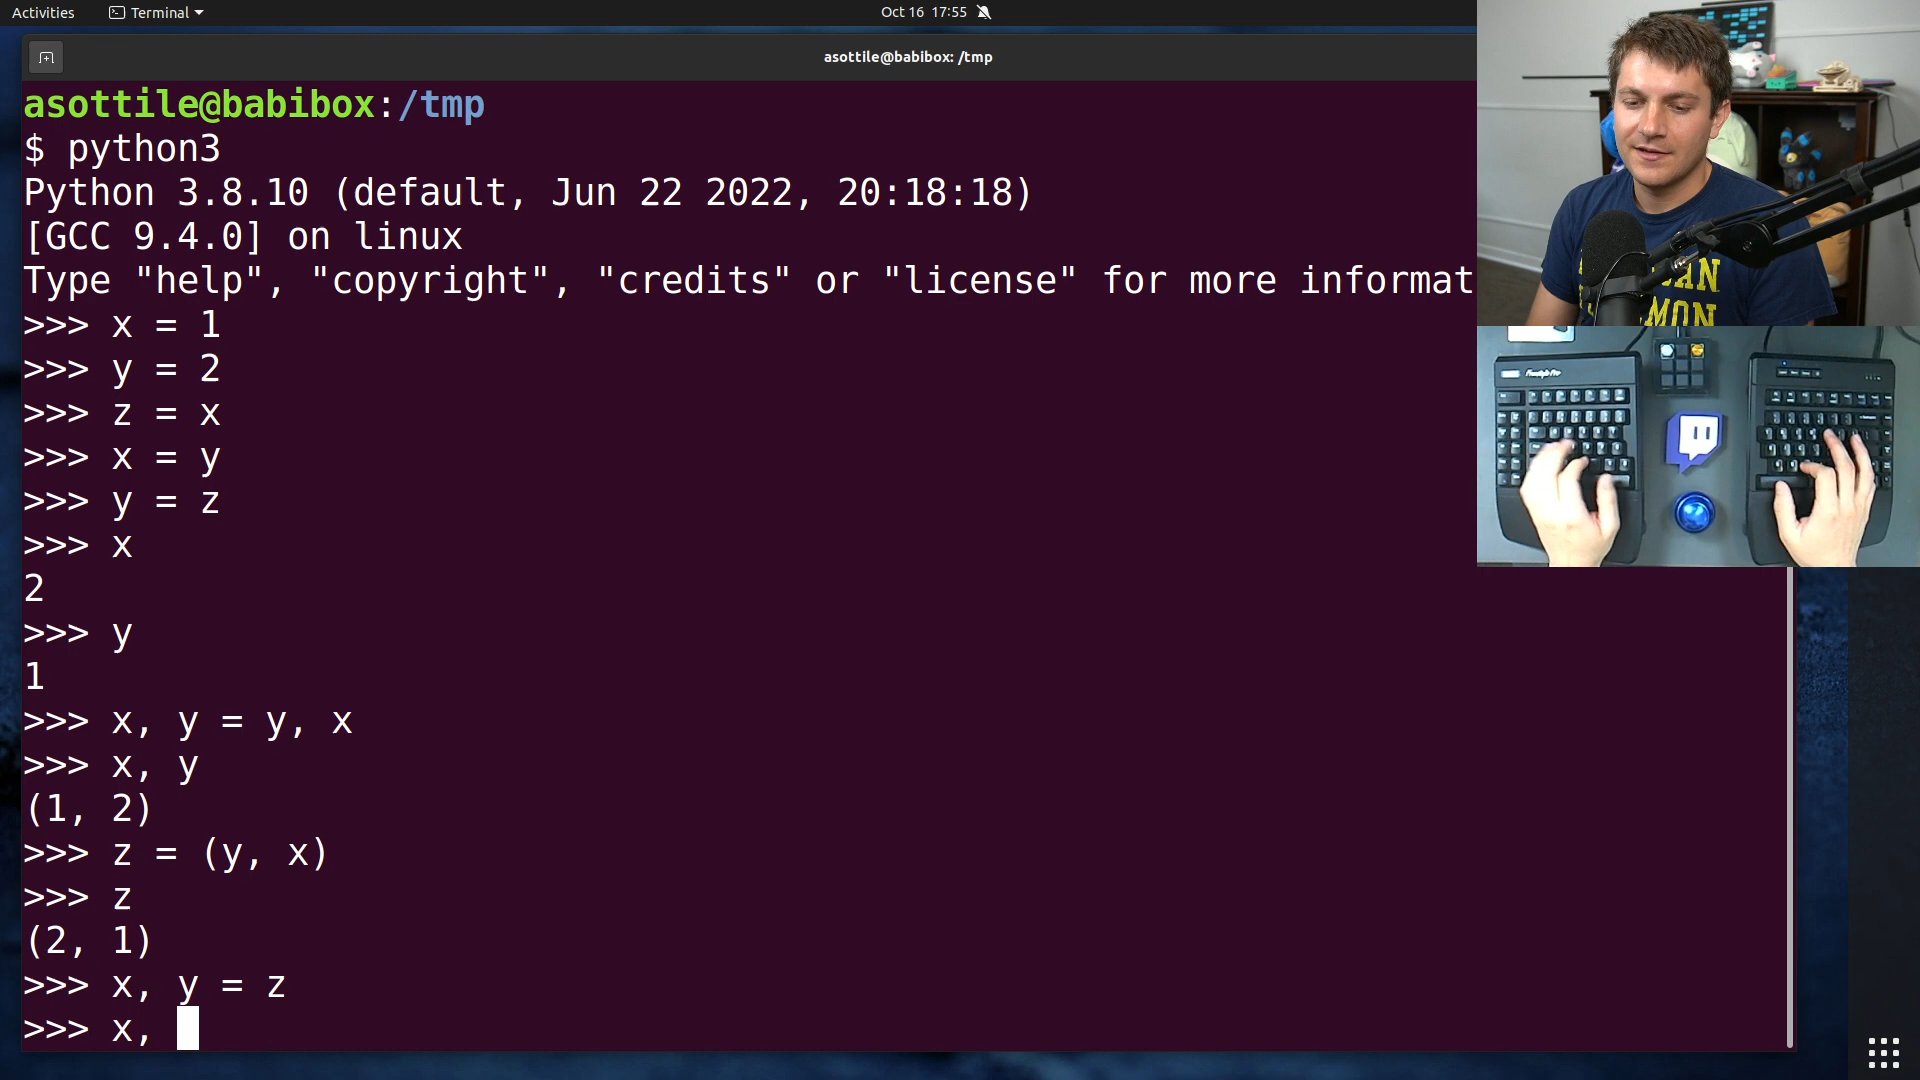 Activities
Terminal
Oct 16 17:55
asottile@babibox: /tmp
asottile@babibox:/tmp
$ python3
Python 3.8.10 (default, Jun 22 2022, 20:18:18)
[GCC 9.4.0] on linux
Type "help", "copyright", "credits" or "license" for more informat
>>> x = 1
>>> y = 2
>>> z = x
>>> x = y
>>> y = z
>>> x
2
>>> y
1
>>> x, y = y, x
>>> x, y
(1, 2)
>>> z = (y, x)
>>> z
(2, 1)
>>> x, y = z
>>> x,
Freestyle Pro